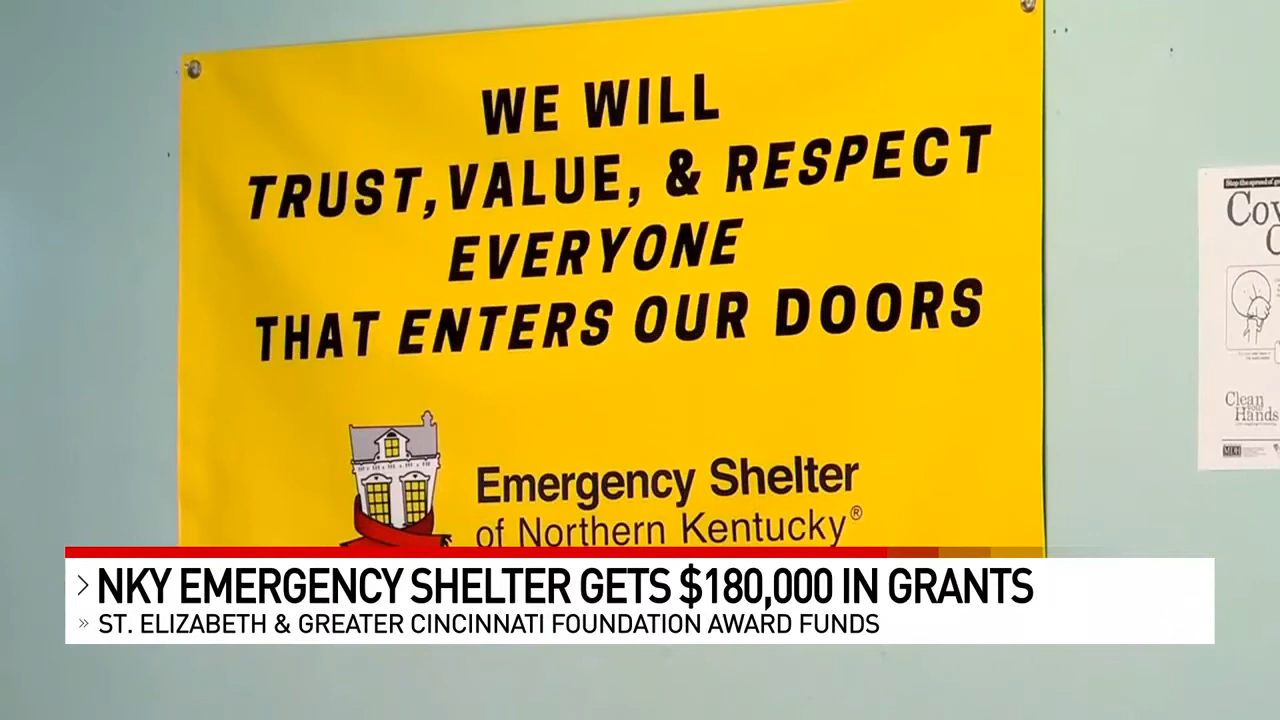 WE WILL
TRUST, VALUE, & RESPECT
EVERYONE
THAT ENTERS OUR DOORS
Emergency Shelter
of Northern Kentucky®
Clean
your
Hands
NKY EMERGENCY SHELTER GETS $180,000 IN GRANTS
ST. ELIZABETH & GREATER CINCINNATI FOUNDATION AWARD FUNDS